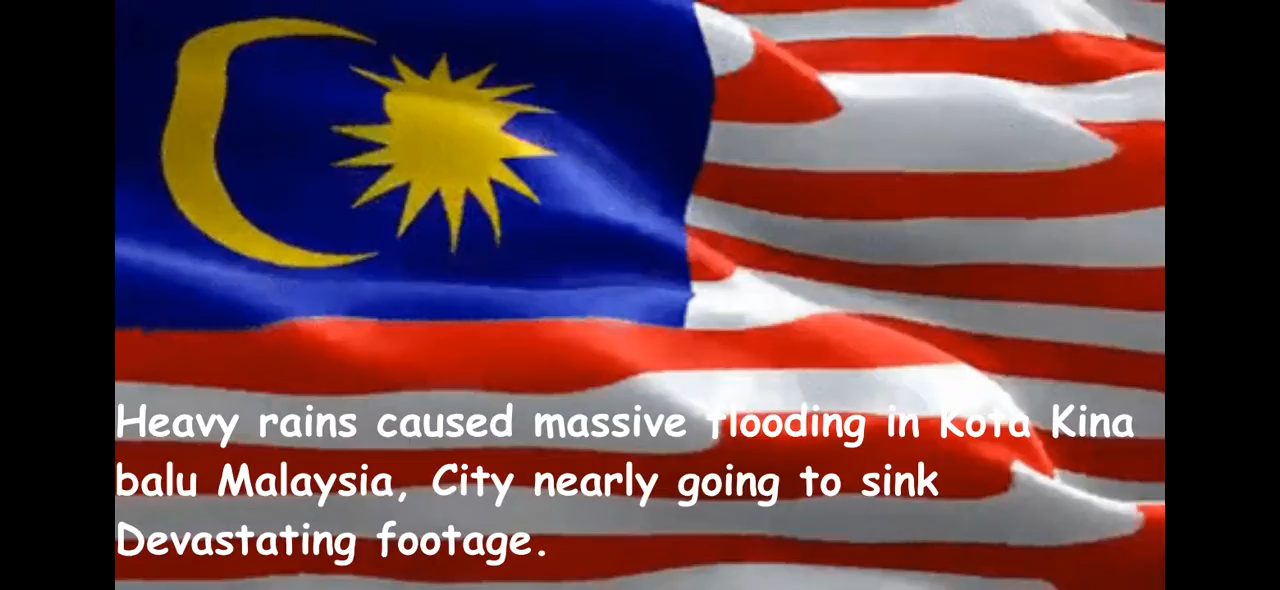 Heavy rains caused massive flooding in Kota Kina
balu Malaysia, City nearly going to sink
Devastating footage.